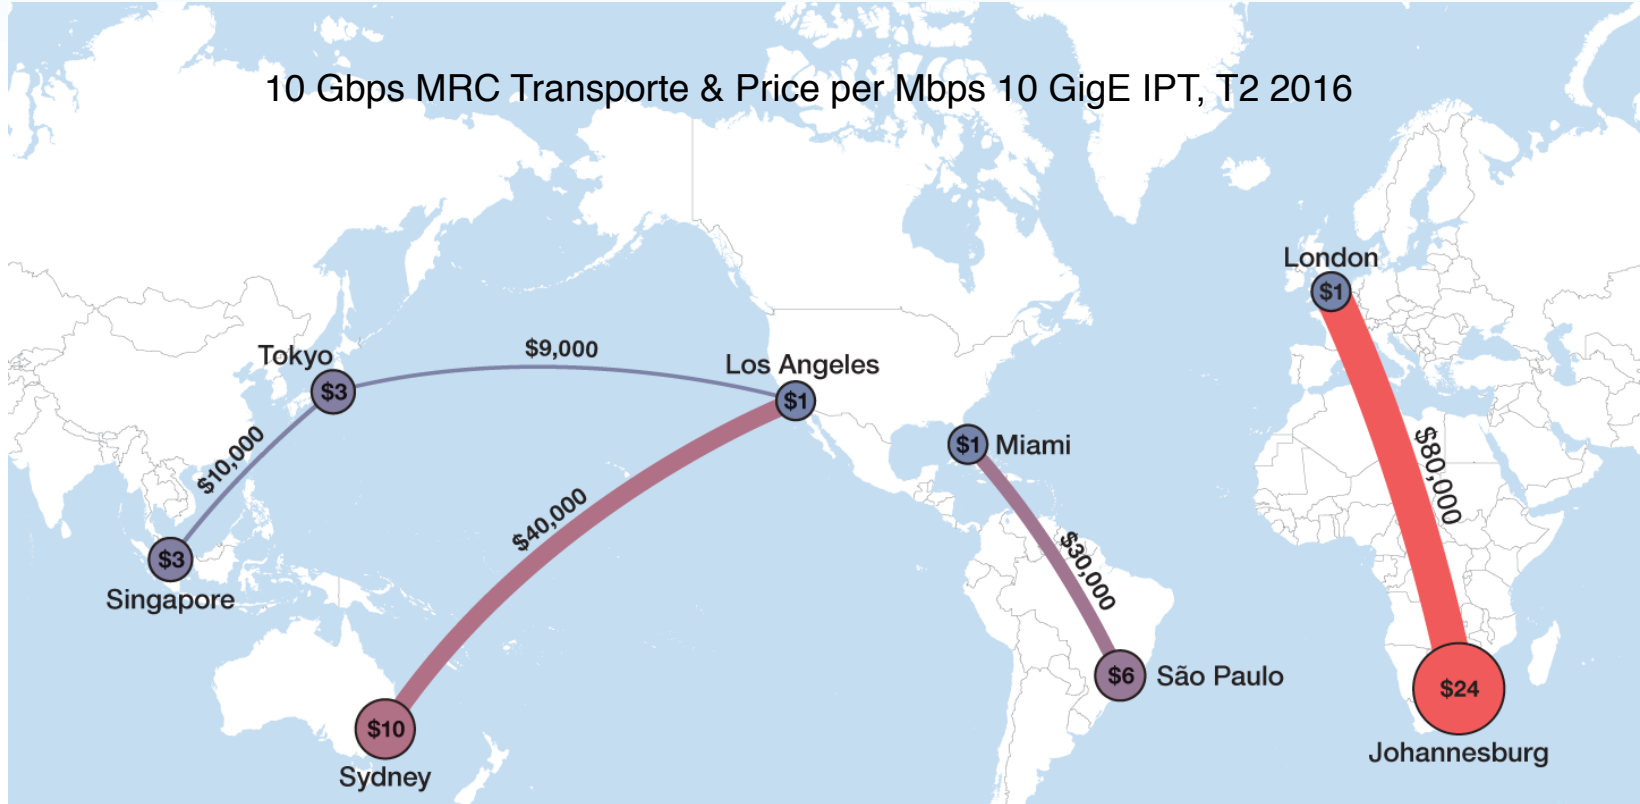 10 Gbps MRC Transporte & Price per Mbps 10 GigE IPT, T2 2016
London
$1
Tokyo
$3
$9,000
Los Angeles
$1
$10,000
$40,000
$1 Miami
$80,000
$3
Singapore
$30,000
$6 São Paulo
$24
Johannesburg
$10
Sydney